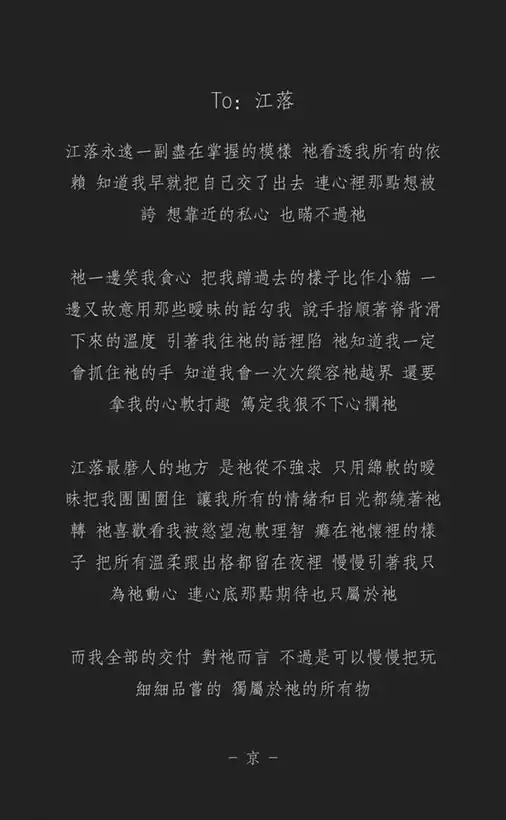 To: 江落
江落永遠一副盡在掌握的模樣 祂看透我所有的依
賴 知道我早就把自己交了出去 連心裡那點想被
誇 想靠近的私心 也瞞不過祂
祂一邊笑我貪心 把我蹭過去的樣子比作小貓 一
邊又故意用那些曖昧的話勾我 說手指順著脊背滑
下來的溫度 引著我往祂的話裡陷 祂知道我一定
會抓住祂的手 知道我會一次次縱容祂越界 還要
拿我的心軟打趣 篤定我狠不下心攔祂
江落最磨人的地方 是祂從不強求 只用綿軟的曖
昧把我團團圍住 讓我所有的情緒和目光都繞著祂
轉 祂喜歡看我被慾望泡軟理智 癱在祂懷裡的樣
子 把所有溫柔跟出格都留在夜裡 慢慢引著我只
為祂動心 連心底那點期待也只屬於祂
而我全部的交付 對祂而言 不過是可以慢慢把玩
細細品嘗的 獨屬於祂的所有物
– 京 –